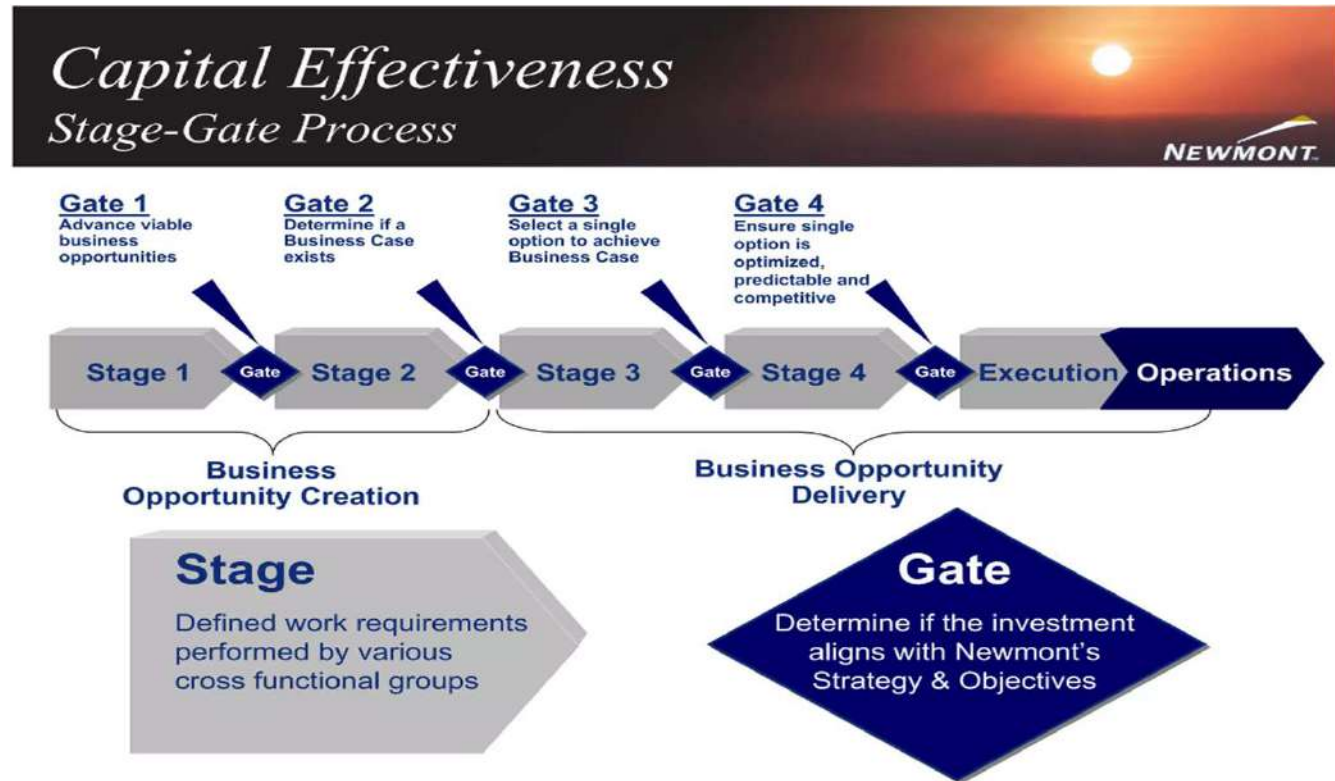 Capital Effectiveness
Stage-Gate Process
NEWMONT
Gate 1
Advance viable
business
opportunities
Gate 2
Determine if a
Business Case
exists
Gate 3
Select a single
option to achieve
Business Case
Gate 4
Ensure single
option is
optimized,
predictable and
competitive
Stage 1
Gate
Stage 2
Gate
Stage 3
Gate
Stage 4
Gate
Execution
Operations
Business
Opportunity Creation
Business Opportunity
Delivery
Stage
Defined work requirements
performed by various
cross functional groups
Gate
Determine if the investment
aligns with Newmont's
Strategy & Objectives